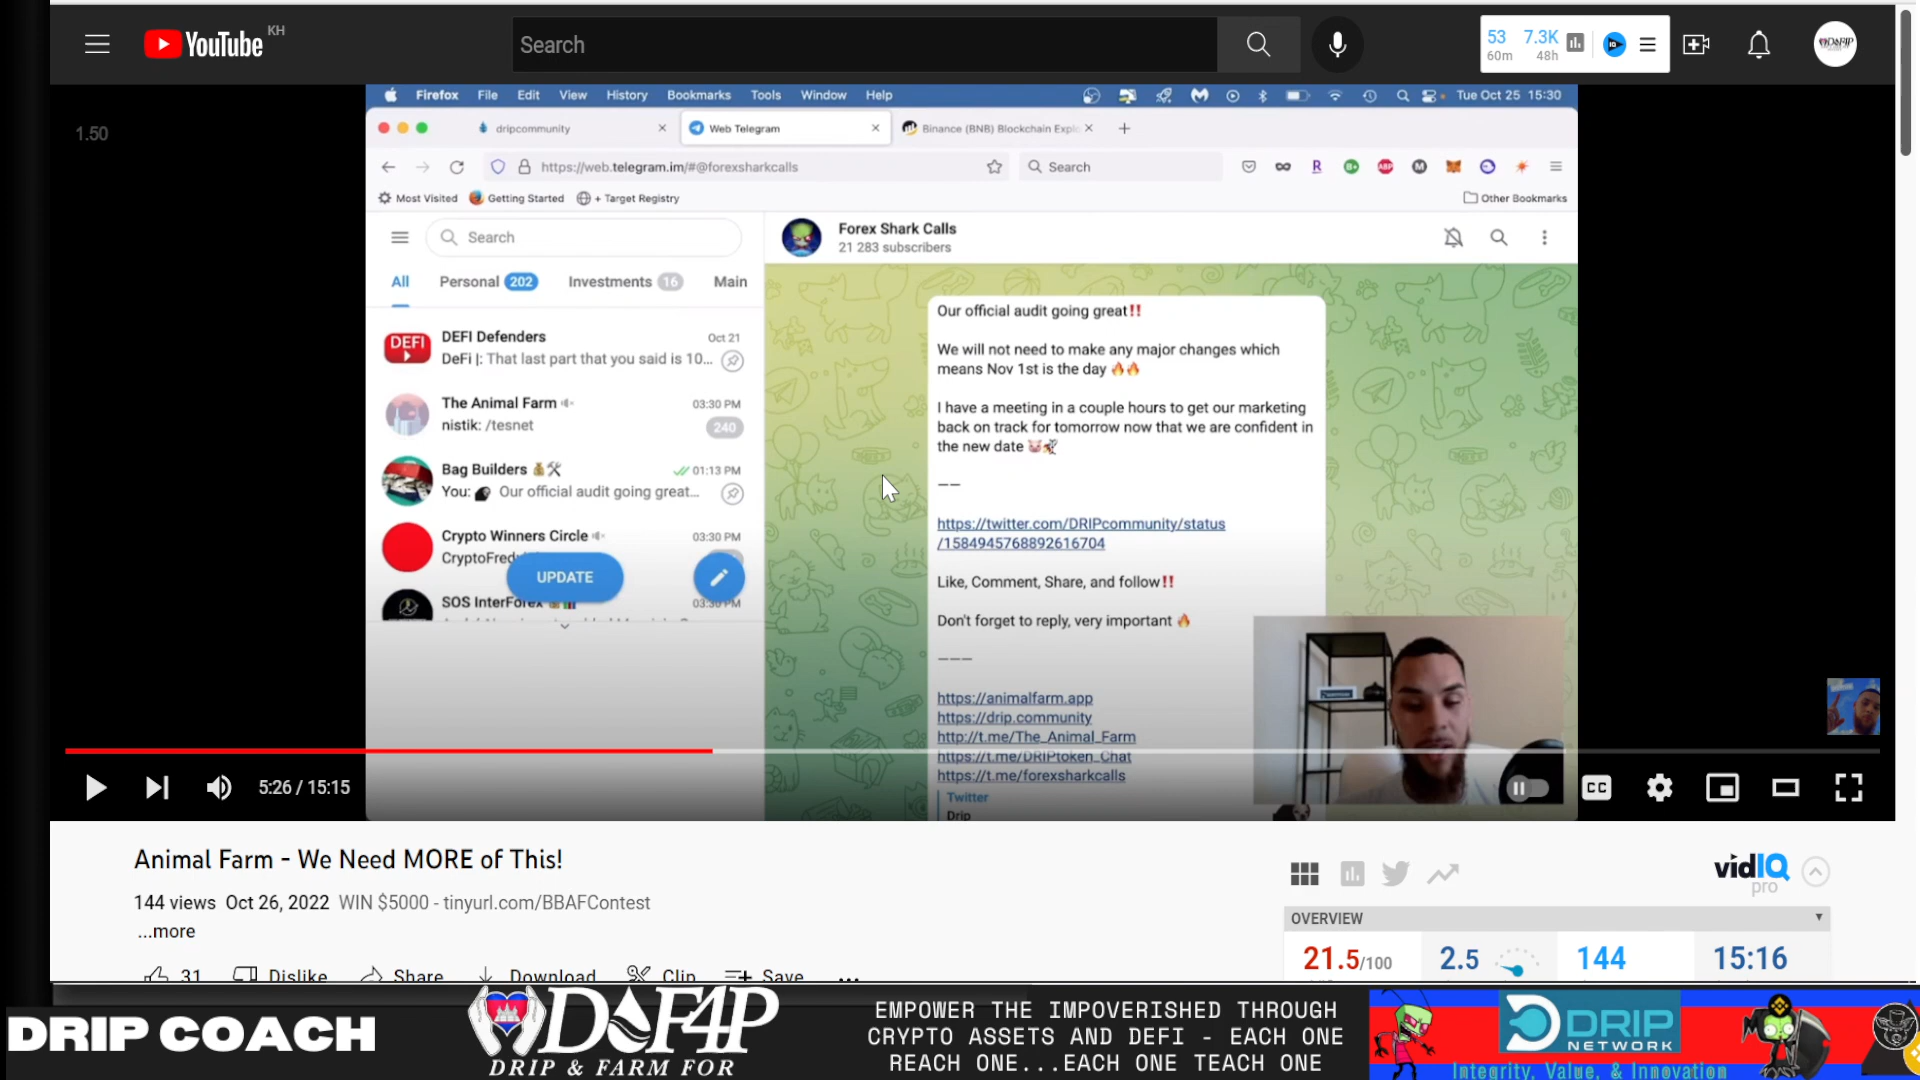 YouTube KH
Search
53 7.3K
60m 48h
DRIP
1.50
Firefox File Edit View History Bookmarks Tools Window Help
Tue Oct 25 15:30
dripcommunity
Web Telegram
Binance (BNB) Blockchain Explo
https://web.telegram.im/#@forexsharkcalls
Search
Most Visited Getting Started + Target Registry
Other Bookmarks
Search
All Personal 202 Investments 16 Main
DEFI
DEFI Defenders Oct 21
DeFi |: That last part that you said is 10...
The Animal Farm 03:30 PM
nistik: /tesnet 240
Bag Builders 01:13 PM
You: Our official audit going great...
Crypto Winners Circle 03:30 PM
CryptoFred
UPDATE
SOS InterForex 03:30 PM
Forex Shark Calls
21 283 subscribers
Our official audit going great‼
We will not need to make any major changes which
means Nov 1st is the day 🔥🔥
I have a meeting in a couple hours to get our marketing
back on track for tomorrow now that we are confident in
the new date
——
https://twitter.com/DRIPcommunity/status
/1584945768892616704
Like, Comment, Share, and follow‼
Don't forget to reply, very important 🔥
———
https://animalfarm.app
https://drip.community
http://t.me/The_Animal_Farm
https://t.me/DRIPtoken_Chat
https://t.me/forexsharkcalls
Twitter
Drip
5:26 / 15:15
CC
Animal Farm - We Need MORE of This!
144 views Oct 26, 2022 WIN $5000 - tinyurl.com/BBAFContest
...more
31 Dislike Share Download Clip Save ...
vidIQ
pro
OVERVIEW
21.5/100 2.5 144 15:16
DRIP COACH
D&F4P
DRIP & FARM FOR
EMPOWER THE IMPOVERISHED THROUGH
CRYPTO ASSETS AND DEFI - EACH ONE
REACH ONE...EACH ONE TEACH ONE
DRIP
NETWORK
Integrity, Value, & Innovation